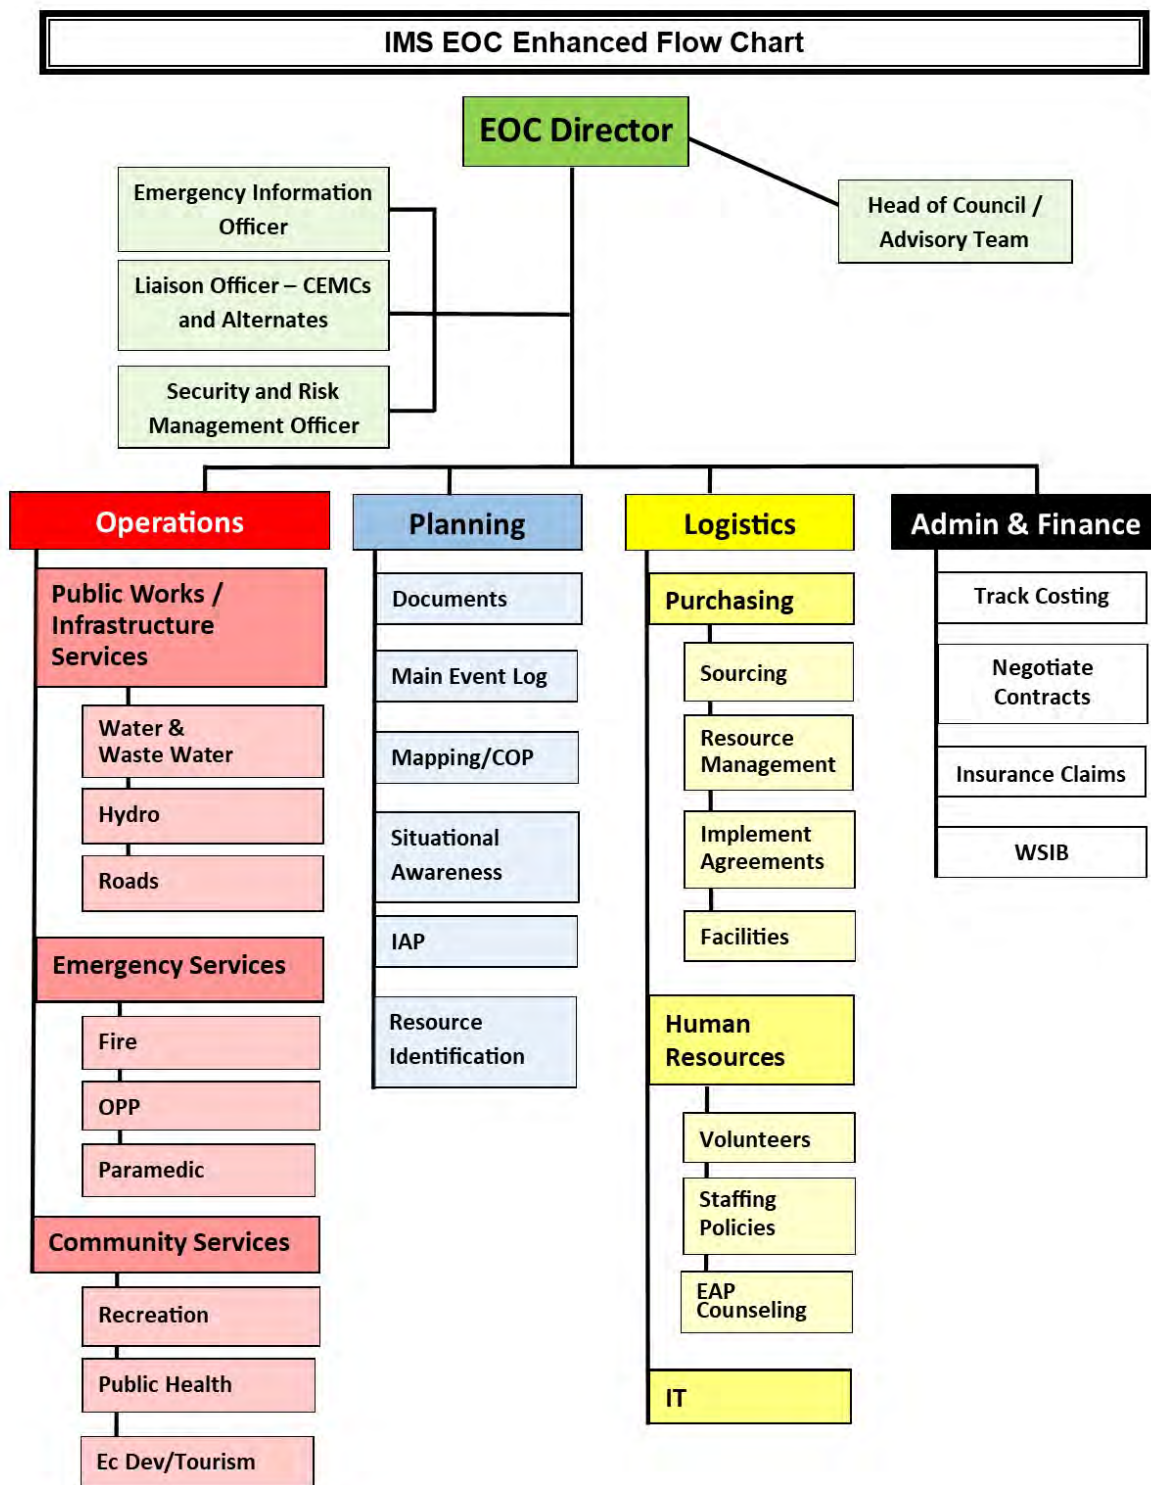 IMS EOC Enhanced Flow Chart
EOC Director
Emergency Information
Officer
Head of Council /
Advisory Team
Liaison Officer – CEMCs
and Alternates
Security and Risk
Management Officer
Operations
Public Works /
Infrastructure
Services
Water &
Waste Water
Hydro
Roads
Emergency Services
Fire
OPP
Paramedic
Community Services
Recreation
Public Health
Ec Dev/Tourism
Planning
Documents
Main Event Log
Mapping/COP
Situational
Awareness
IAP
Resource
Identification
Logistics
Purchasing
Sourcing
Resource
Management
Implement
Agreements
Facilities
Human
Resources
Volunteers
Staffing
Policies
EAP
Counseling
IT
Admin & Finance
Track Costing
Negotiate
Contracts
Insurance Claims
WSIB